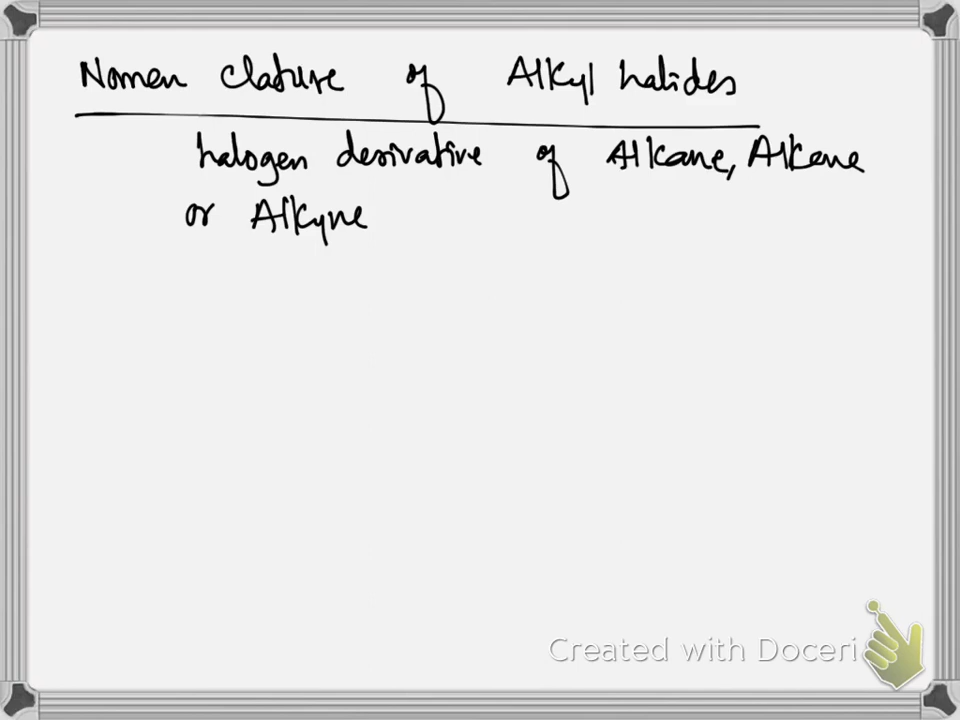 Nomen clature of Alkyl halides
halogen derivative of Alkane, Alkene
or Alkyne
Created with Doceri